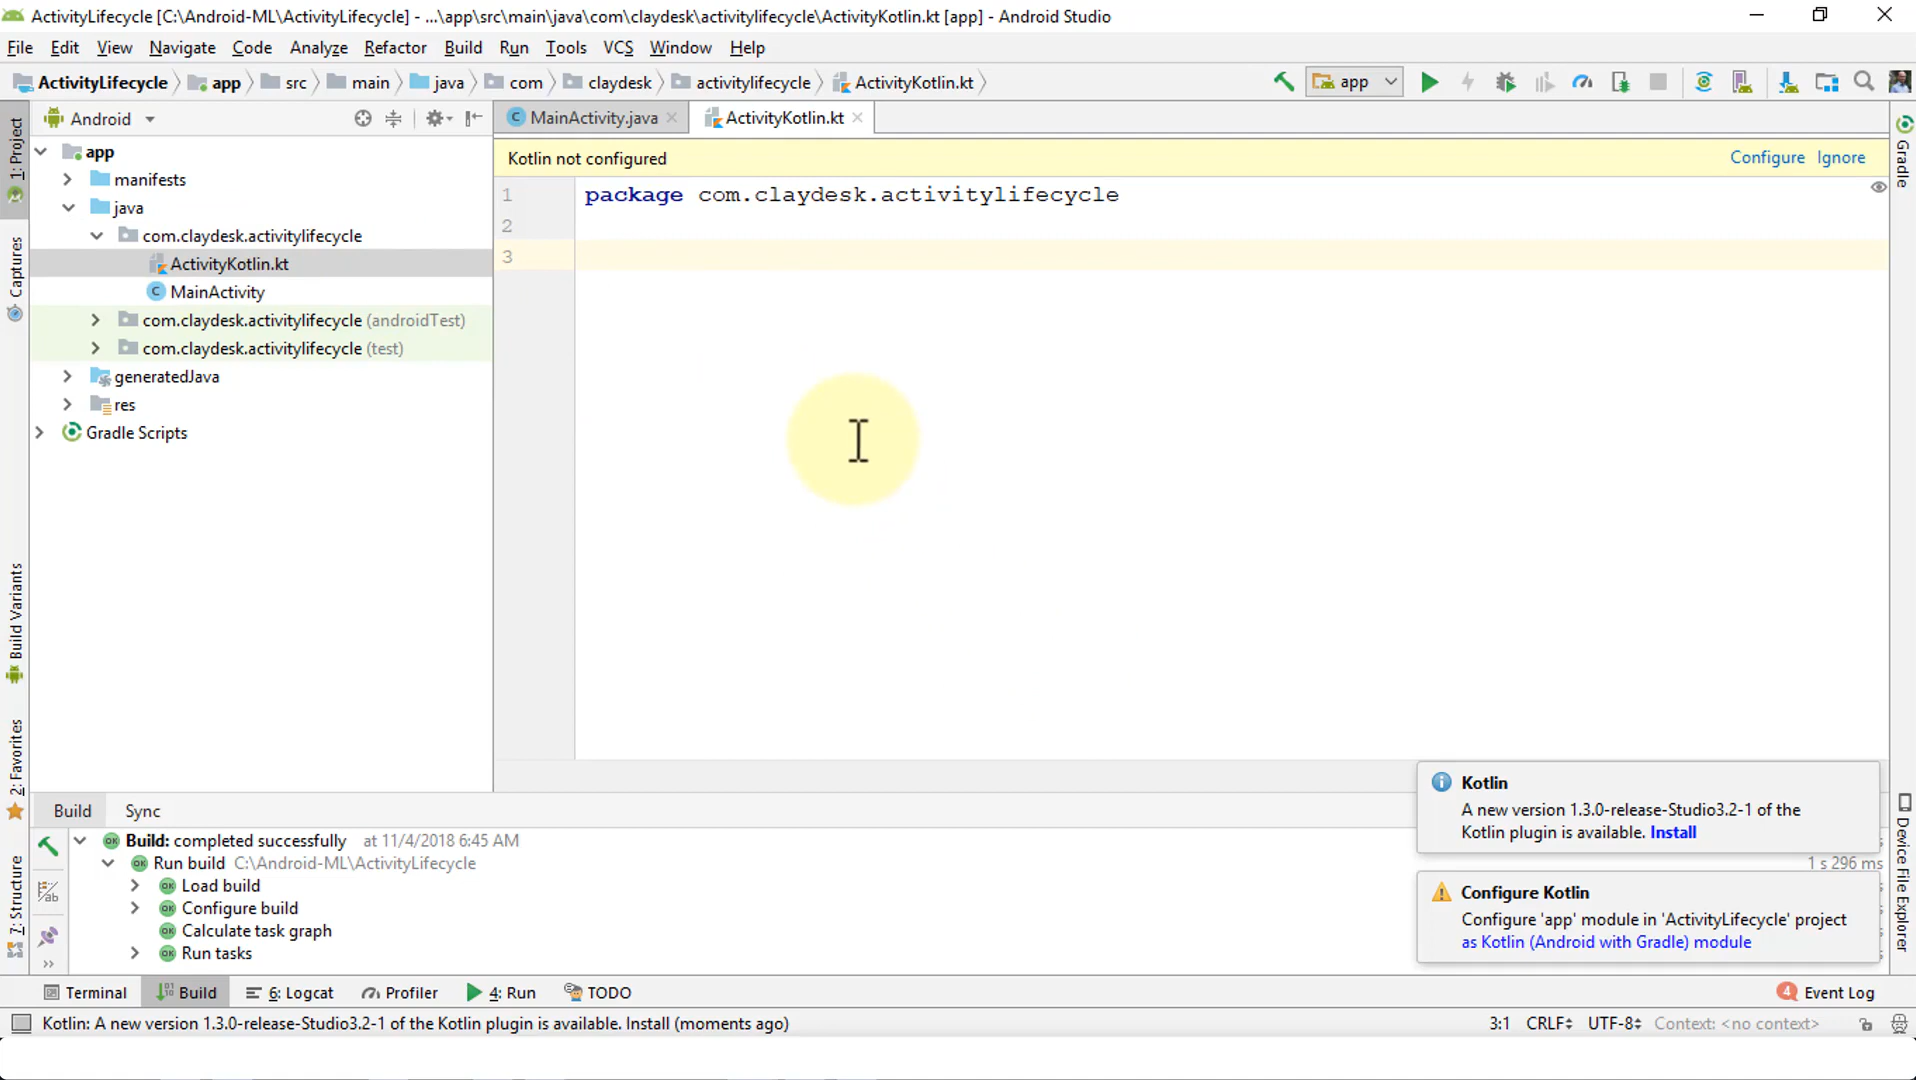 ActivityLifecycle [C:\Android-ML\ActivityLifecycle] - ...\app\src\main\java\com\claydesk\activitylifecycle\ActivityKotlin.kt [app] - Android Studio
File Edit View Navigate Code Analyze Refactor Build Run Tools VCS Window Help
ActivityLifecycle app src main java com claydesk activitylifecycle ActivityKotlin.kt app
1: Project
Captures
Build Variants
2: Favorites
7: Structure
Android
app
manifests
java
com.claydesk.activitylifecycle
ActivityKotlin.kt
MainActivity
com.claydesk.activitylifecycle (androidTest)
com.claydesk.activitylifecycle (test)
generatedJava
res
Gradle Scripts
MainActivity.java ActivityKotlin.kt
Kotlin not configured Configure Ignore
1 package com.claydesk.activitylifecycle
2
3
Gradle
Device File Explorer
Build Sync
Build: completed successfully at 11/4/2018 6:45 AM
Run build C:\Android-ML\ActivityLifecycle 1 s 296 ms
Load build
Configure build
Calculate task graph
Run tasks
Kotlin
A new version 1.3.0-release-Studio3.2-1 of the
Kotlin plugin is available. Install
Configure Kotlin
Configure 'app' module in 'ActivityLifecycle' project
as Kotlin (Android with Gradle) module
Terminal Build 6: Logcat Profiler 4: Run TODO 4 Event Log
Kotlin: A new version 1.3.0-release-Studio3.2-1 of the Kotlin plugin is available. Install (moments ago) 3:1 CRLF UTF-8 Context: <no context>